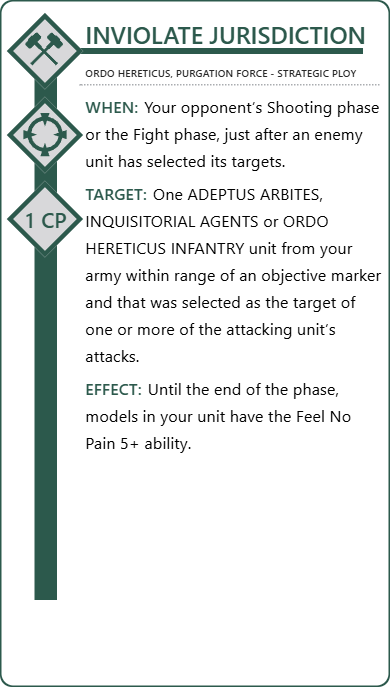 INVIOLATE JURISDICTION
ORDO HERETICUS, PURGATION FORCE - STRATEGIC PLOY
WHEN: Your opponent's Shooting phase
or the Fight phase, just after an enemy
unit has selected its targets.
TARGET: One ADEPTUS ARBITES,
1 CP
INQUISITORIAL AGENTS or ORDO
HERETICUS INFANTRY unit from your
army within range of an objective marker
and that was selected as the target of
one or more of the attacking unit's
attacks.
EFFECT: Until the end of the phase,
models in your unit have the Feel No
Pain 5+ ability.